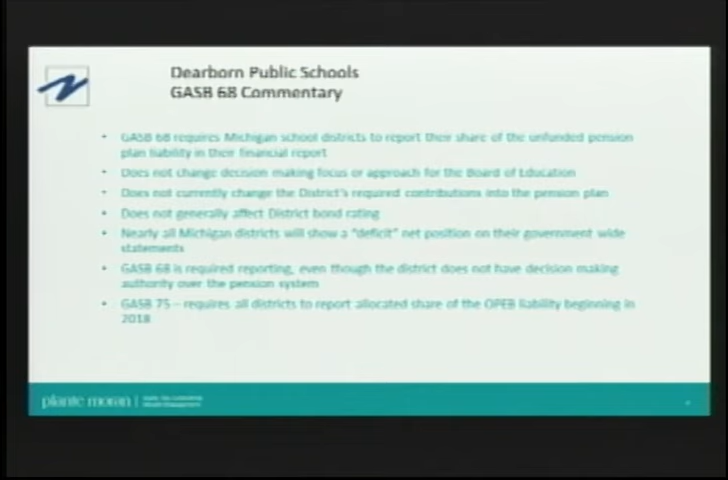 Dearborn Public Schools
GASB 68 Commentary
• GASB 68 requires Michigan school districts to report their share of the unfunded pension
plan liability in their financial report
• Does not change decision making focus or approach for the Board of Education
• Does not currently change the District's required contributions into the pension plan
• Does not generally affect District bond rating
• Nearly all Michigan districts will show a "deficit" net position on their government wide
statements
• GASB 68 is required reporting, even though the district does not have decision making
authority over the pension system
• GASB 75 – requires all districts to report allocated share of the OPEB liability beginning in
2018
plante moran |